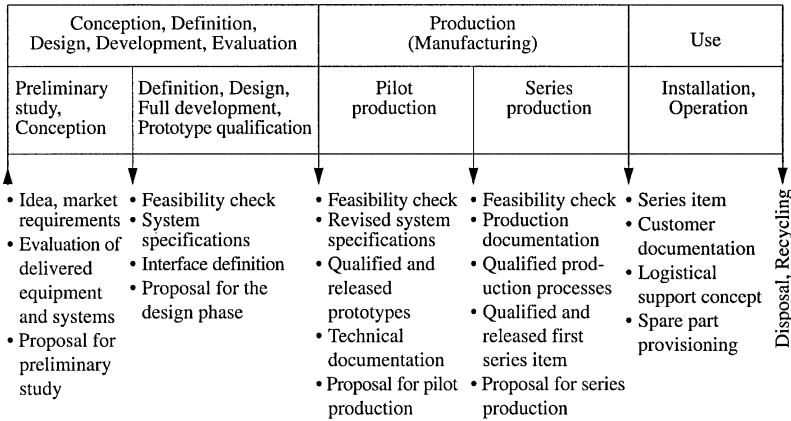 Conception, Definition,
Design, Development, Evaluation
Production
(Manufacturing)
Use
Preliminary
study,
Conception
Definition, Design,
Full development,
Prototype qualification
Pilot
production
Series
production
Installation,
Operation
• Idea, market
requirements
• Evaluation of
delivered
equipment
and systems
• Proposal for
preliminary
study
• Feasibility check
• System
specifications
• Interface definition
• Proposal for the
design phase
• Feasibility check
• Revised system
specifications
• Qualified and
released
prototypes
• Technical
documentation
• Proposal for pilot
production
• Feasibility check
• Production
documentation
• Qualified prod-
uction processes
• Qualified and
released first
series item
• Proposal for series
production
• Series item
• Customer
documentation
• Logistical
support concept
• Spare part
provisioning
Disposal, Recycling